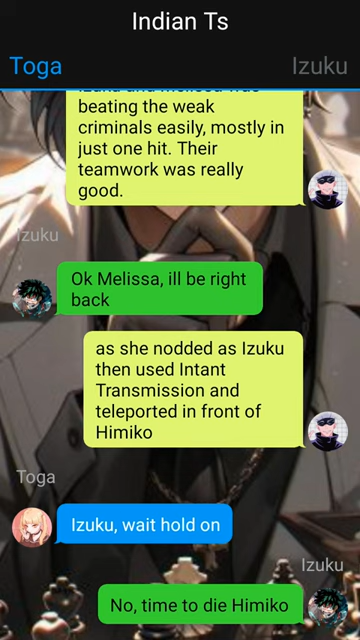 Indian Ts
Toga
Izuku
beating the weak
criminals easily, mostly in
just one hit. Their
teamwork was really
good.
Izuku
Ok Melissa, ill be right
back
as she nodded as Izuku
then used Intant
Transmission and
teleported in front of
Himiko
Toga
Izuku, wait hold on
Izuku
No, time to die Himiko